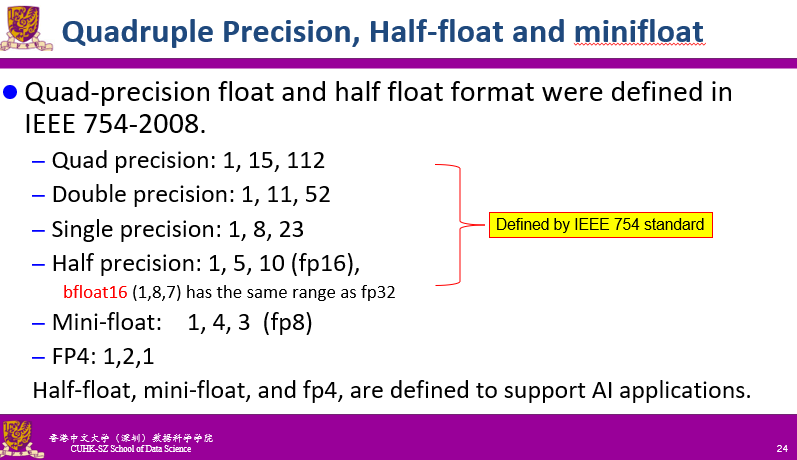 Quadruple Precision, Half-float and minifloat
Quad-precision float and half float format were defined in
IEEE 754-2008.
– Quad precision: 1, 15, 112
– Double precision: 1, 11, 52
– Single precision: 1, 8, 23
– Half precision: 1, 5, 10 (fp16),
bfloat16 (1,8,7) has the same range as fp32
Defined by IEEE 754 standard
– Mini-float: 1, 4, 3 (fp8)
– FP4: 1,2,1
Half-float, mini-float, and fp4, are defined to support AI applications.
香港中文大学（深圳）数据科学学院
CUHK-SZ School of Data Science
24